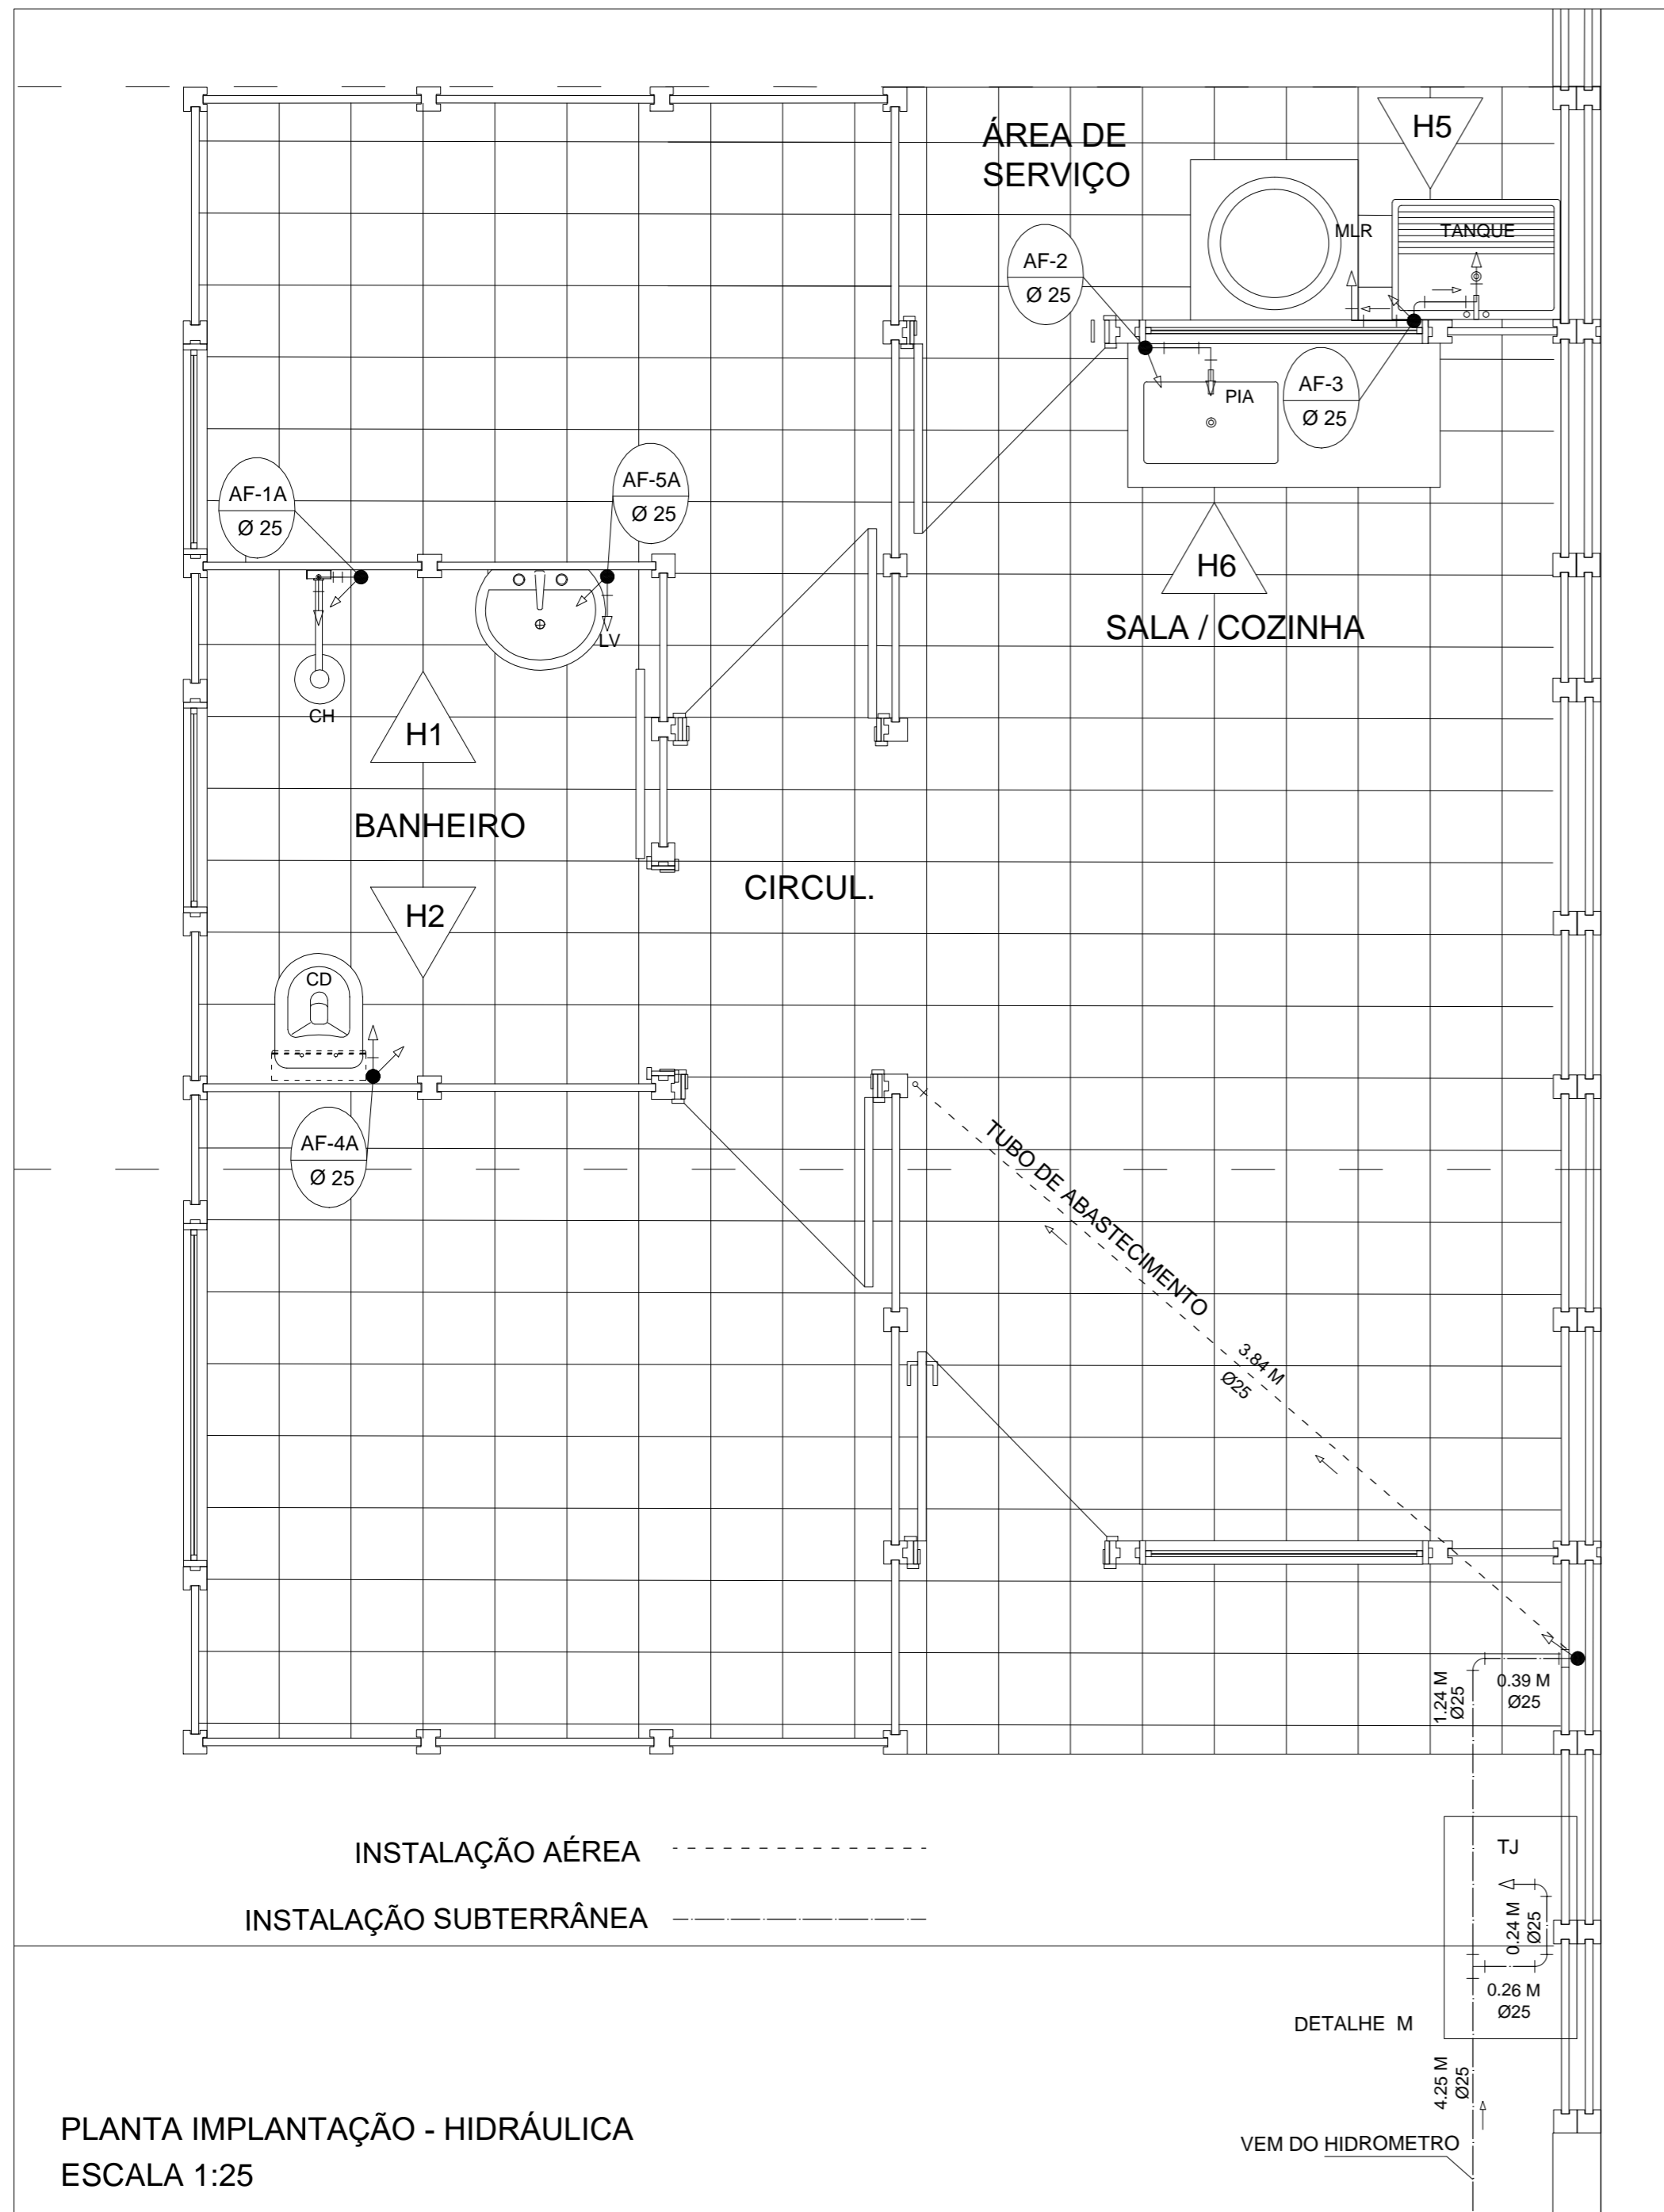 ÁREA DE
SERVIÇO
H5
MLR
TANQUE
AF-2
Ø 25
AF-3
Ø 25
PIA
AF-1A
Ø 25
AF-5A
Ø 25
H6
SALA / COZINHA
LV
CH
H1
BANHEIRO
CIRCUL.
H2
CD
AF-4A
Ø 25
TUBO DE ABASTECIMENTO
3.84 M
Ø25
1.24 M
Ø25
0.39 M
Ø25
INSTALAÇÃO AÉREA
INSTALAÇÃO SUBTERRÂNEA
TJ
0.24 M
Ø25
0.26 M
Ø25
DETALHE M
4.25 M
Ø25
VEM DO HIDROMETRO
PLANTA IMPLANTAÇÃO - HIDRÁULICA
ESCALA 1:25